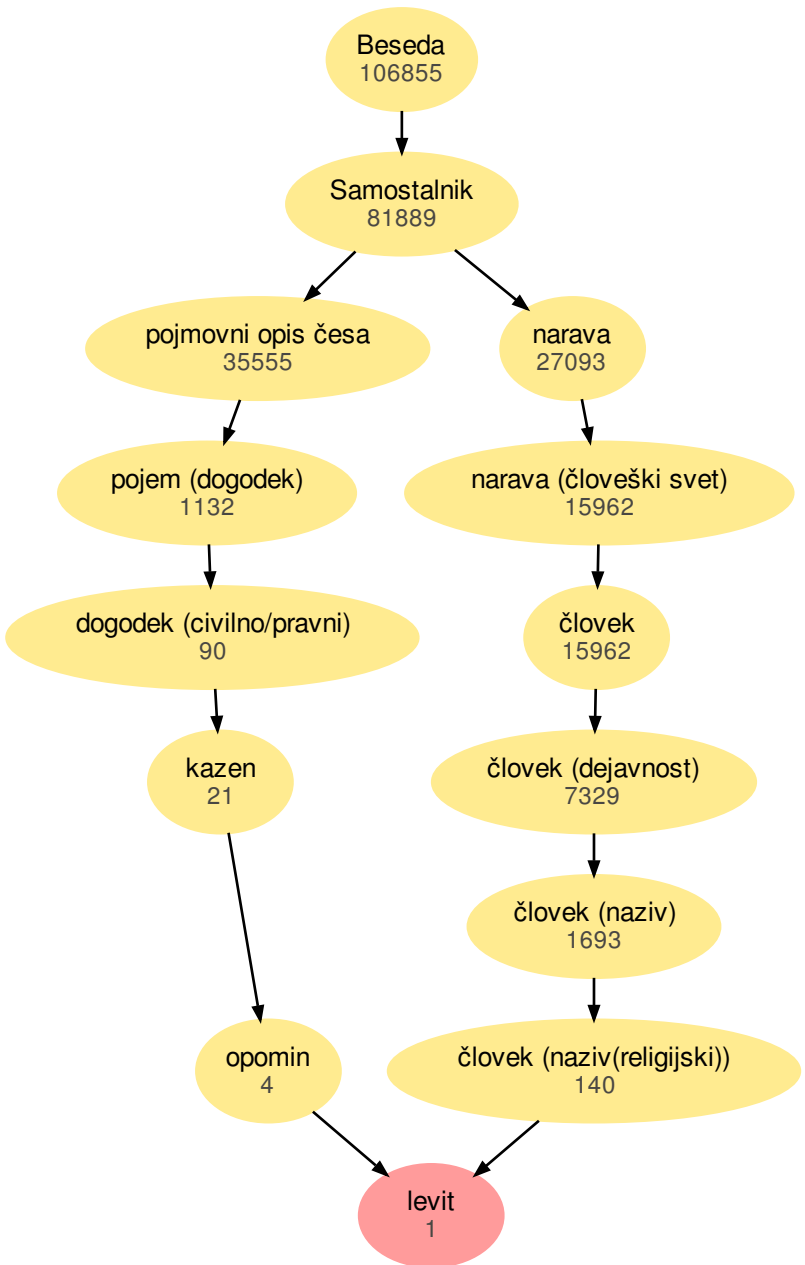 Beseda
106855
Samostalnik
81889
pojmovni opis česa
35555
narava
27093
pojem (dogodek)
1132
narava (človeški svet)
15962
dogodek (civilno/pravni)
90
človek
15962
kazen
21
človek (dejavnost)
7329
človek (naziv)
1693
opomin
4
človek (naziv(religijski))
140
levit
1